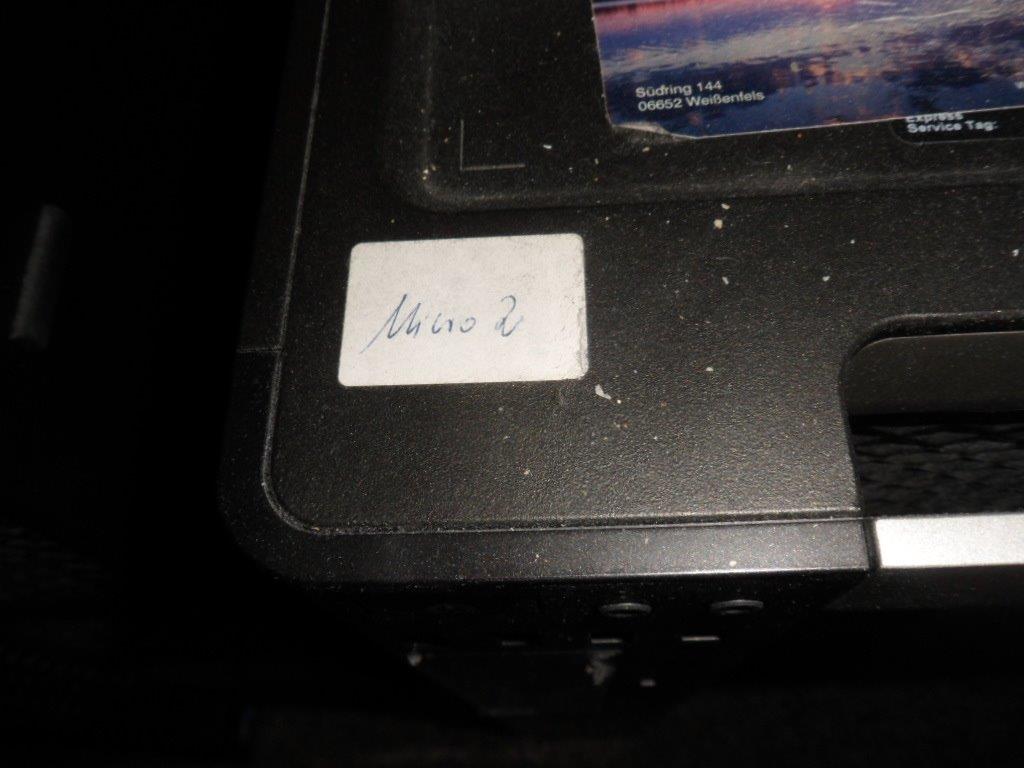 Südring 144
06652 Weißenfels
Express
Service Tag:
Micro 2